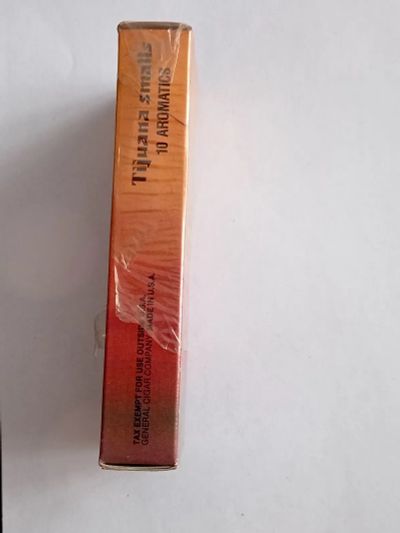 Tijuana smalls
10 AROMATICS
TAX EXEMPT FOR USE OUTSIDE U.S.A.
GENERAL CIGAR COMPANY MADE IN U.S.A.